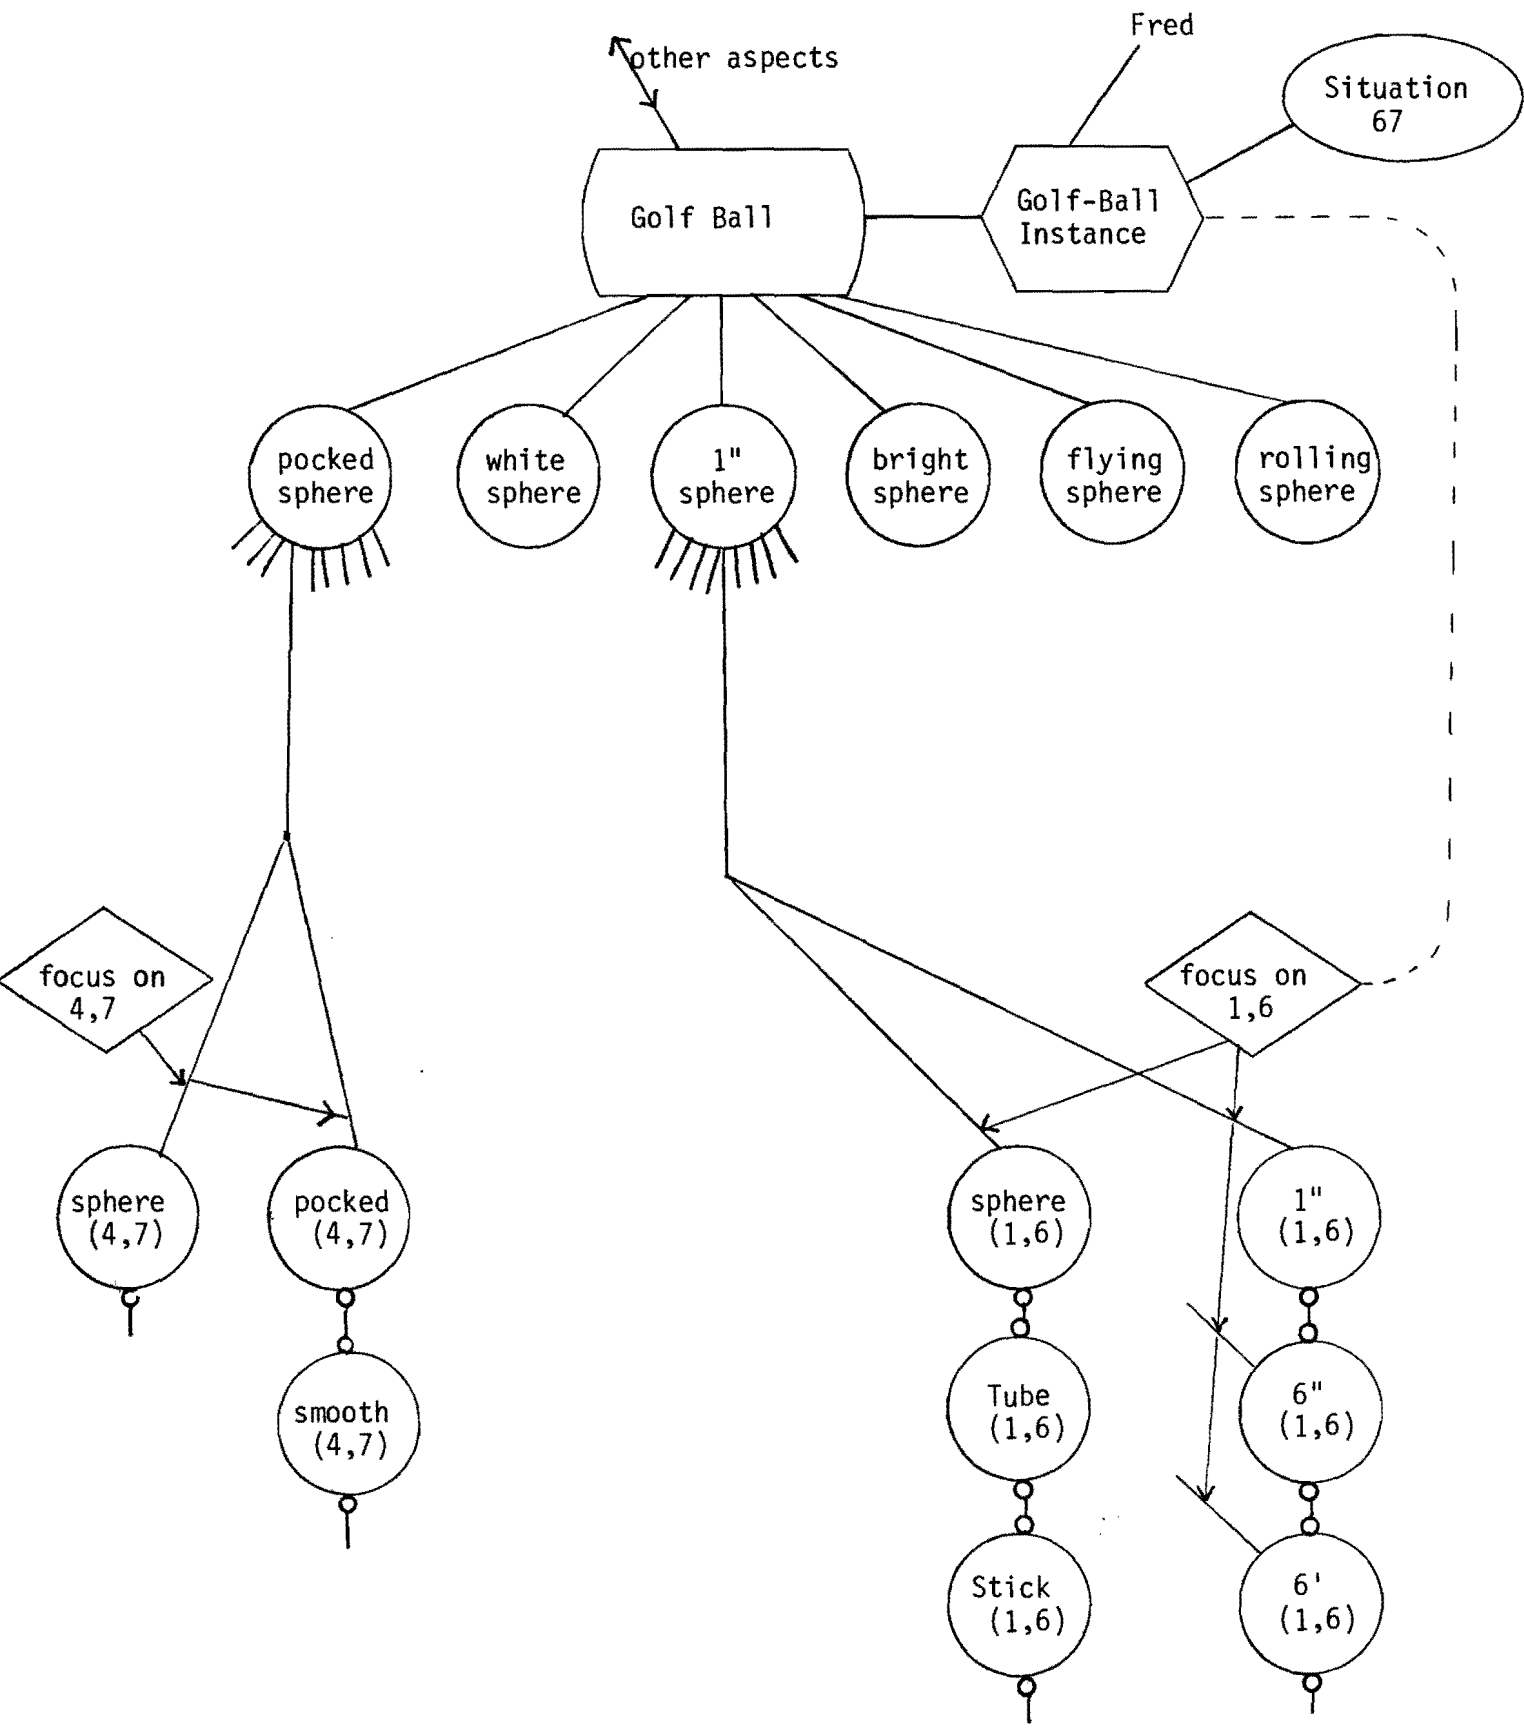 Fred
other aspects
Situation
67
Golf Ball
Golf-Ball
Instance
pocked
sphere
white
sphere
1"
sphere
bright
sphere
flying
sphere
rolling
sphere
focus on
4,7
focus on
1,6
sphere
(4,7)
pocked
(4,7)
sphere
(1,6)
1"
(1,6)
smooth
(4,7)
Tube
(1,6)
6"
(1,6)
Stick
(1,6)
6'
(1,6)